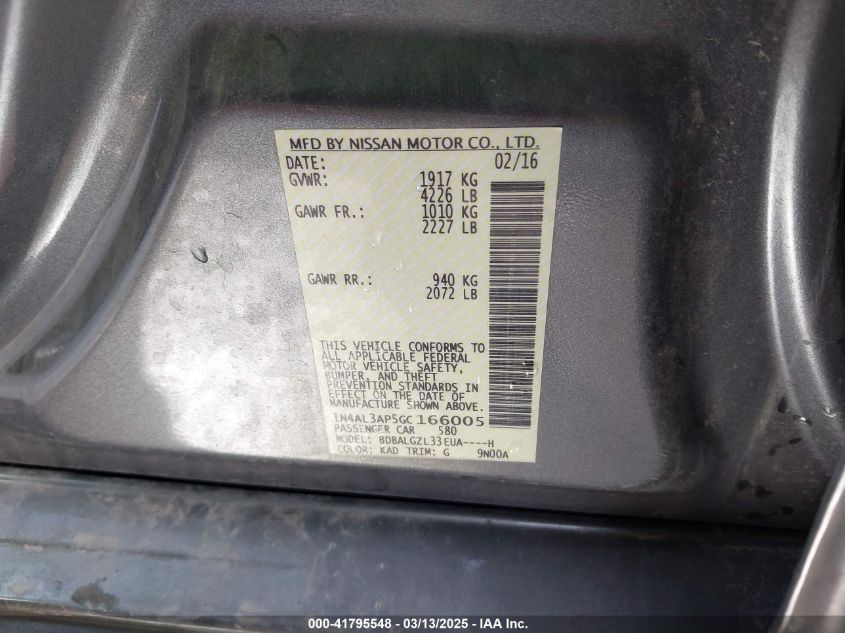 MFD BY NISSAN MOTOR CO., LTD.
DATE: 02/16
GVWR: 1917 KG
4226 LB
GAWR FR.: 1010 KG
2227 LB
GAWR RR.: 940 KG
2072 LB
THIS VEHICLE CONFORMS TO
ALL APPLICABLE FEDERAL
MOTOR VEHICLE SAFETY,
BUMPER, AND THEFT
PREVENTION STANDARDS IN
EFFECT ON THE DATE OF
MANUFACTURE SHOWN ABOVE.
1N4AL3AP5GC166005
PASSENGER CAR 580
MODEL: BDBALGZL33EUA----H
COLOR: KAD TRIM: G 9N00A
000-41795548 - 03/13/2025 - IAA Inc.